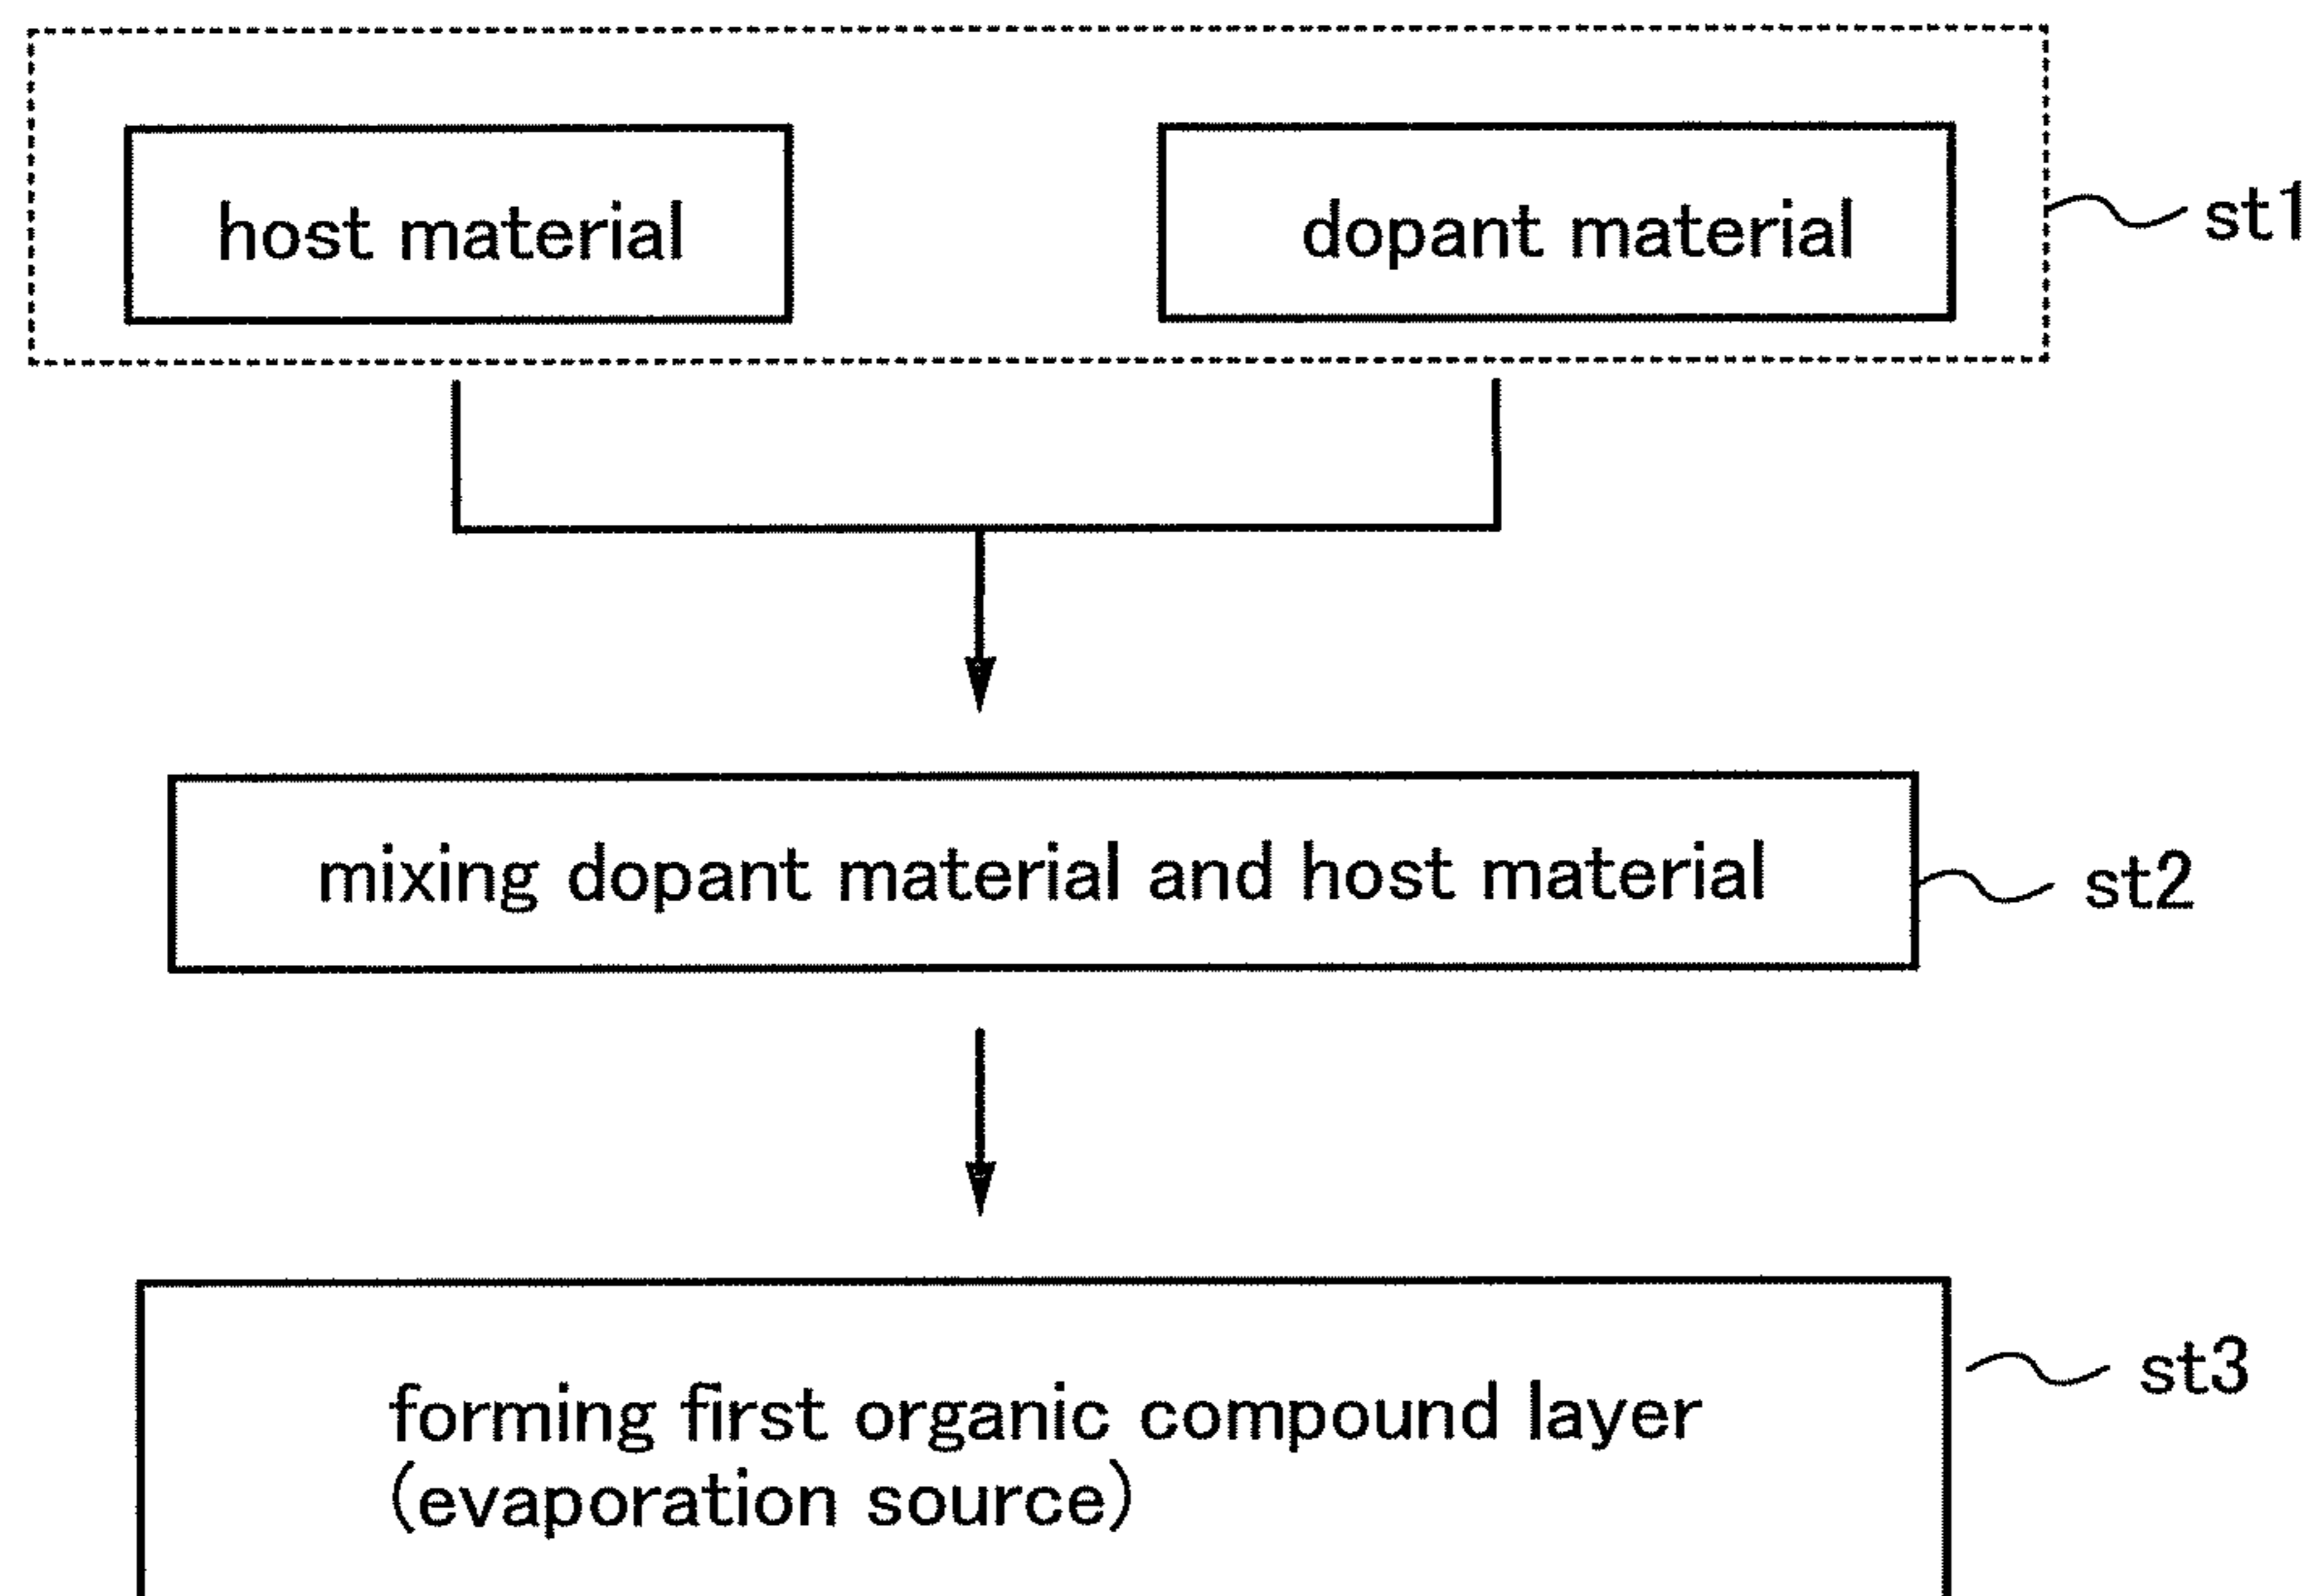 host material
dopant material
st1
mixing dopant material and host material
st2
forming first organic compound layer
(evaporation source)
st3